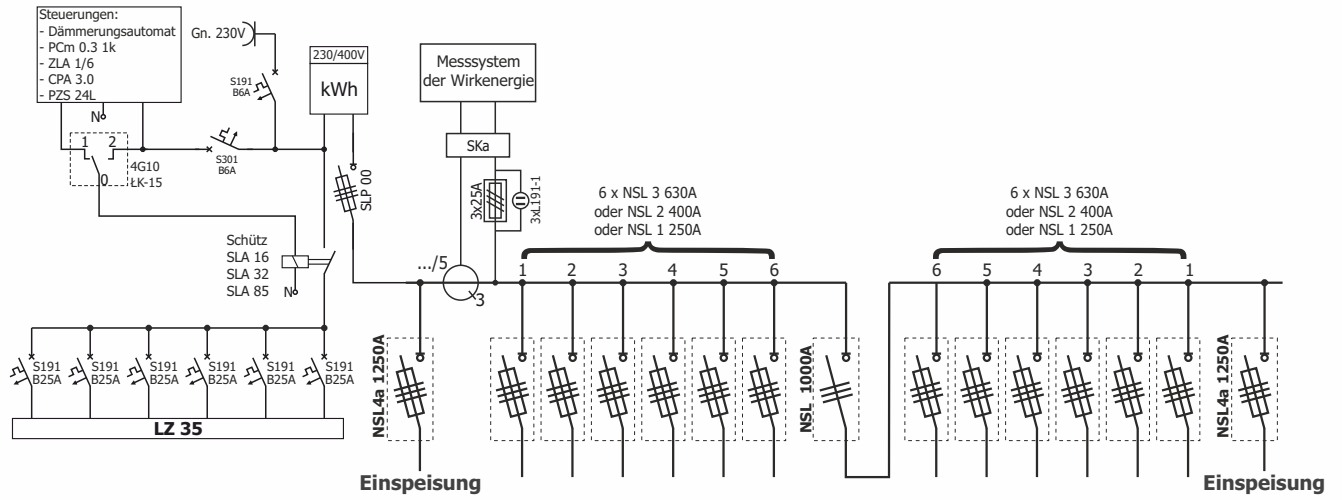 Steuerungen:
- Dämmerungsautomat
- PCm 0.3 1k
- ZLA 1/6
- CPA 3.0
- PZS 24L
N
1 2
0
4G10
ŁK-15
Gn. 230V
S191
B6A
S301
B6A
230/400V
kWh
SLP 00
Schütz
SLA 16
SLA 32
SLA 85
N
S191
B25A
S191
B25A
S191
B25A
S191
B25A
S191
B25A
S191
B25A
LZ 35
Messsystem
der Wirkenergie
SKa
3x25A
3xL191-1
.../5
3
6 x NSL 3 630A
oder NSL 2 400A
oder NSL 1 250A
1 2 3 4 5 6
6 x NSL 3 630A
oder NSL 2 400A
oder NSL 1 250A
6 5 4 3 2 1
NSL4a 1250A
NSL 1000A
NSL4a 1250A
Einspeisung
Einspeisung